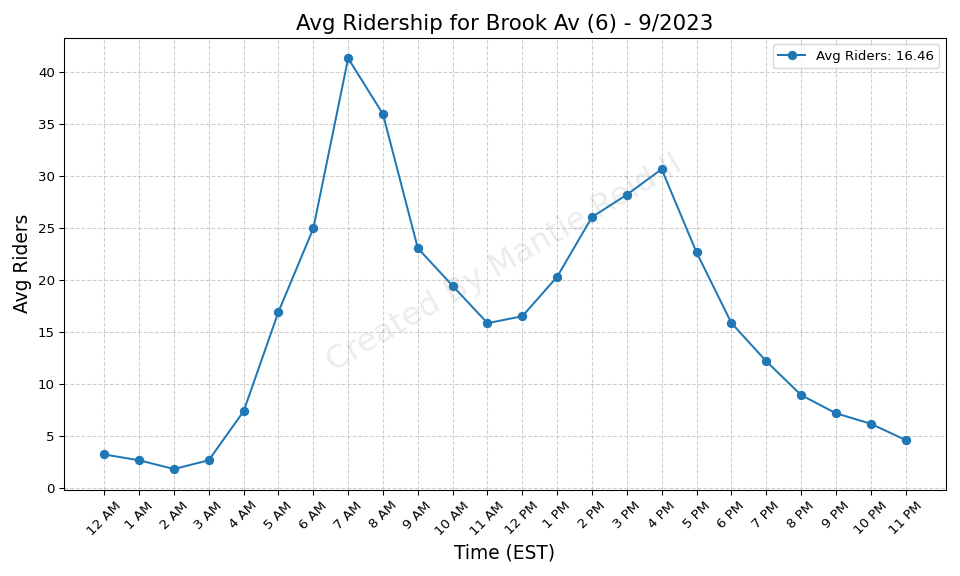 Avg Ridership for Brook Av (6) - 9/2023
Avg Riders: 16.46
Avg Riders
40
35
30
25
20
15
10
5
0
Created By Mantie Reid II
12 AM
1 AM
2 AM
3 AM
4 AM
5 AM
6 AM
7 AM
8 AM
9 AM
10 AM
11 AM
12 PM
1 PM
2 PM
3 PM
4 PM
5 PM
6 PM
7 PM
8 PM
9 PM
10 PM
11 PM
Time (EST)